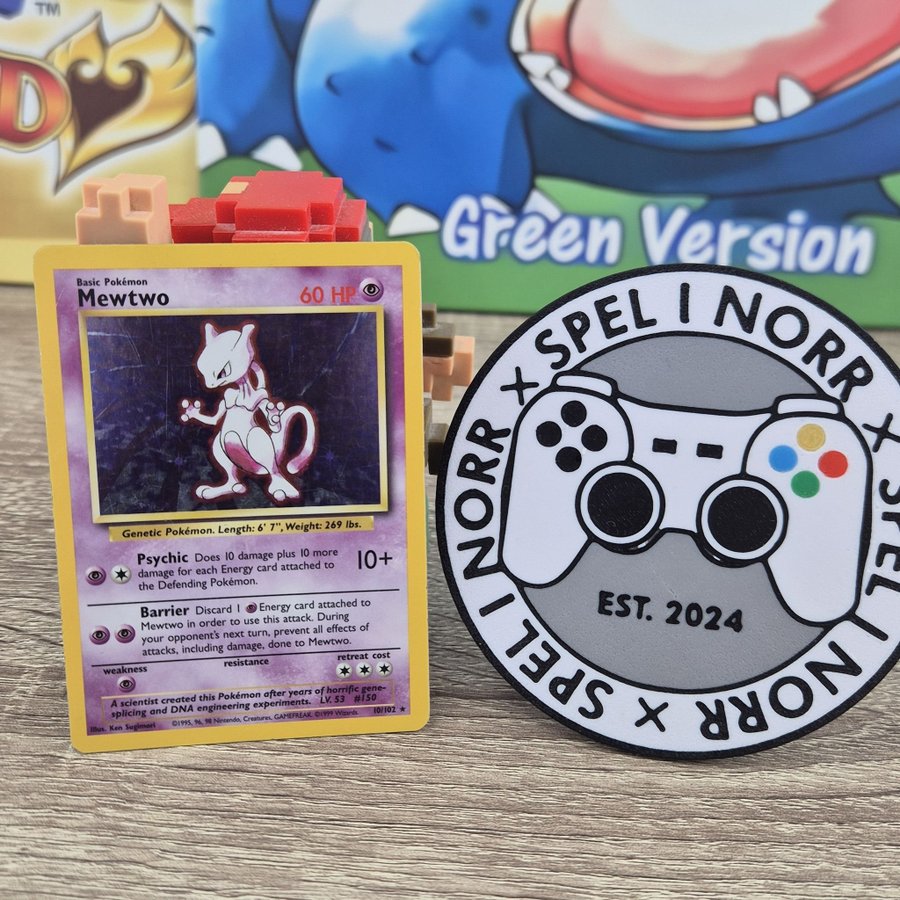 TM
D
Green Version
Basic Pokémon
Mewtwo
60 HP
Genetic Pokémon. Length: 6' 7", Weight: 269 lbs.
Psychic Does 10 damage plus 10 more
damage for each Energy card attached to
the Defending Pokémon.
10+
Barrier Discard 1 Energy card attached to
Mewtwo in order to use this attack. During
your opponent's next turn, prevent all effects of
attacks, including damage, done to Mewtwo.
weakness
resistance
retreat cost
A scientist created this Pokémon after years of horrific gene-
splicing and DNA engineering experiments. LV. 53 #150
Illus. Ken Sugimori ©1995, 96, 98 Nintendo, Creatures, GAMEFREAK. ©1999 Wizards. 10/102 ★
SPEL I NORR × SPEL I NORR × SPEL I NORR ×
EST. 2024